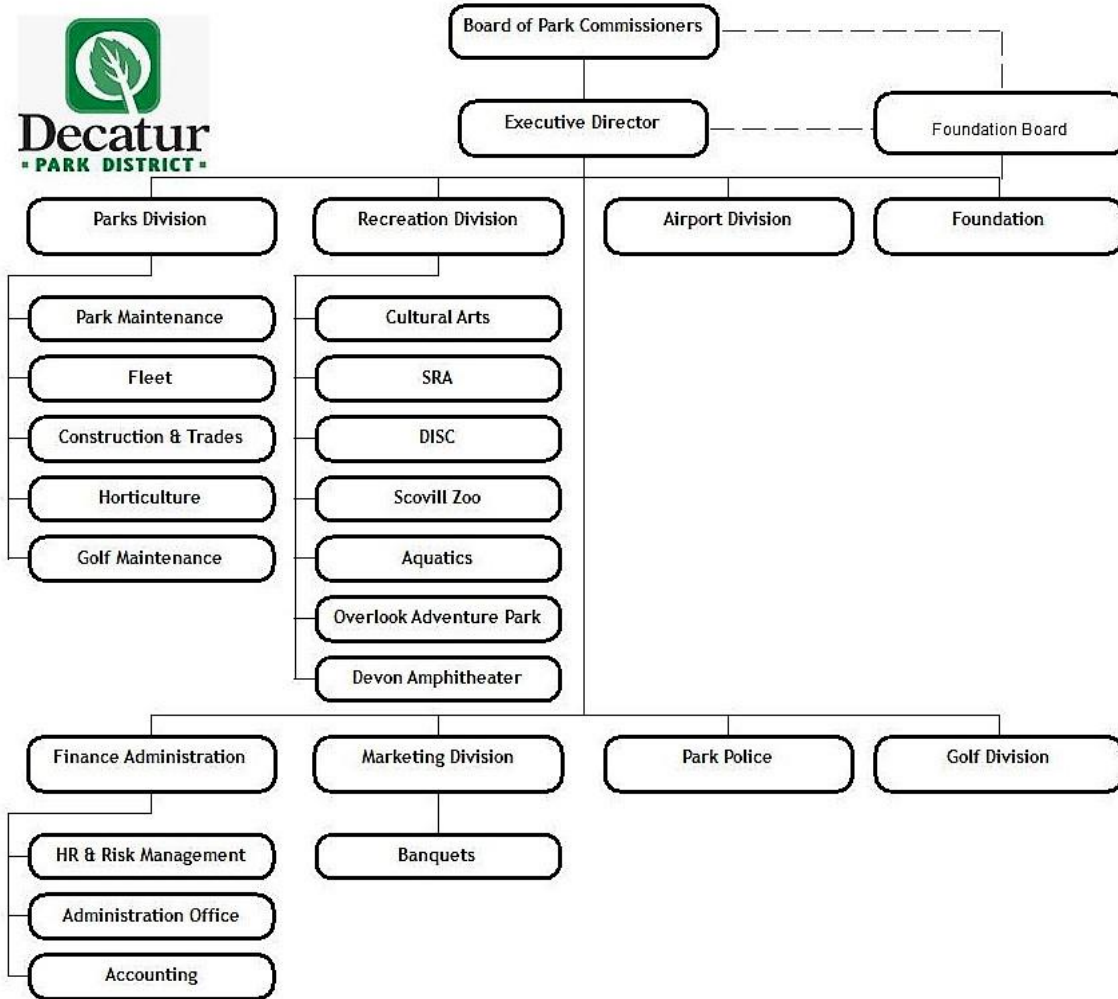 Board of Park Commissioners
Decatur
▪ PARK DISTRICT ▪
Executive Director
Foundation Board
Parks Division
Recreation Division
Airport Division
Foundation
Park Maintenance
Cultural Arts
Fleet
SRA
Construction & Trades
DISC
Horticulture
Scovill Zoo
Golf Maintenance
Aquatics
Overlook Adventure Park
Devon Amphitheater
Finance Administration
Marketing Division
Park Police
Golf Division
HR & Risk Management
Banquets
Administration Office
Accounting